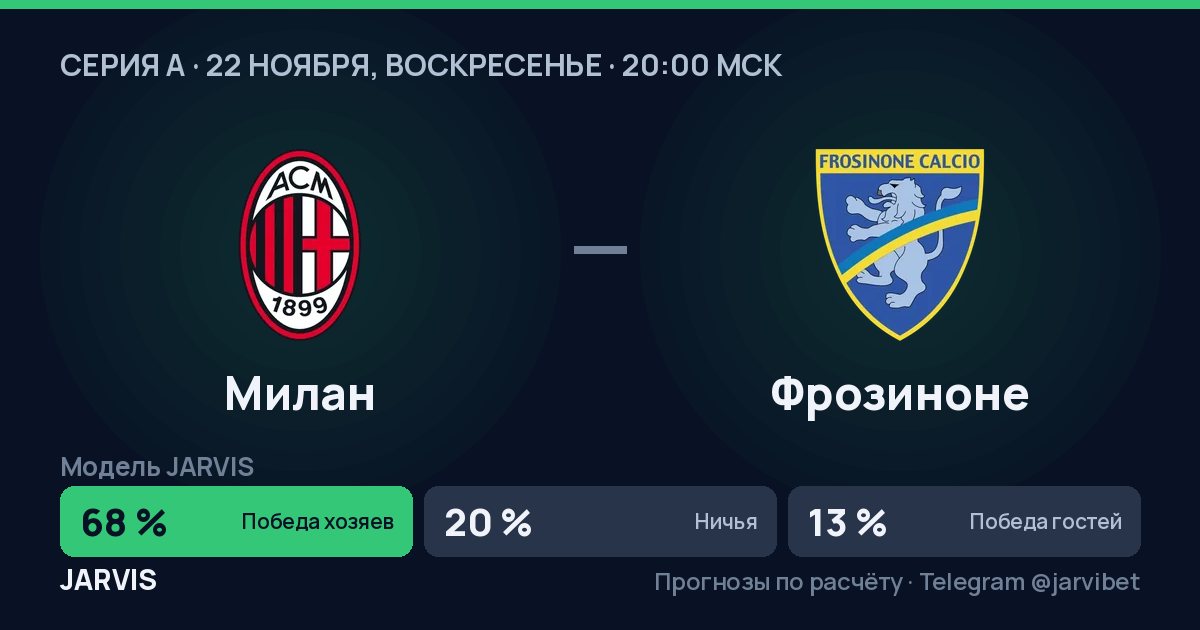 СЕРИЯ А · 22 НОЯБРЯ, ВОСКРЕСЕНЬЕ · 20:00 МСК
ACM
1899
FROSINONE CALCIO
—
Милан
Фрозиноне
Модель JARVIS
68 % Победа хозяев
20 % Ничья
13 % Победа гостей
JARVIS
Прогнозы по расчёту · Telegram @jarvibet